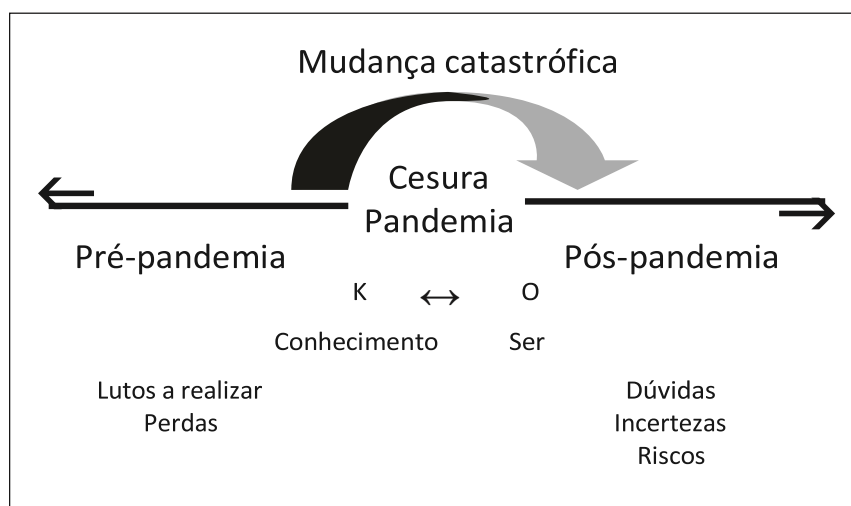 Mudança catastrófica
Cesura
Pandemia
Pré-pandemia
Pós-pandemia
K ↔ O
Conhecimento Ser
Lutos a realizar
Perdas
Dúvidas
Incertezas
Riscos